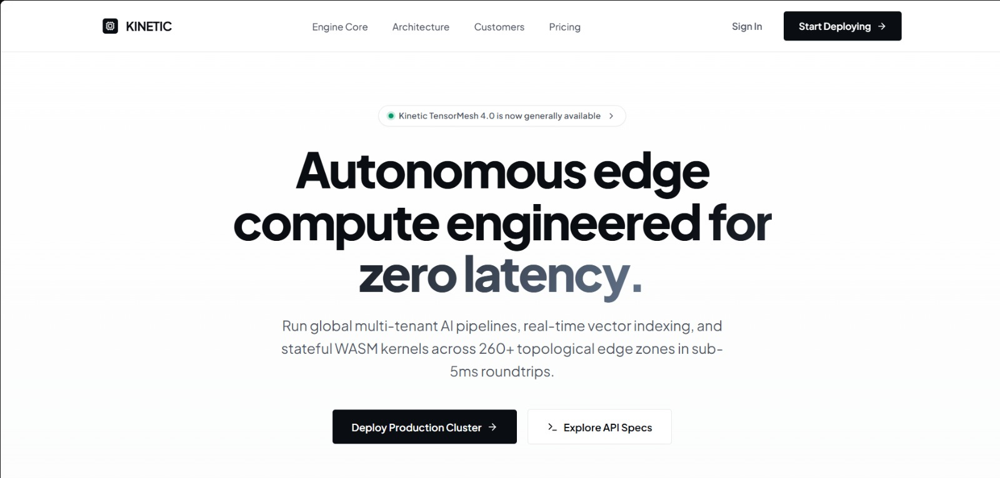 KINETIC
Engine Core
Architecture
Customers
Pricing
Sign In
Start Deploying
Kinetic TensorMesh 4.0 is now generally available
Autonomous edge
compute engineered for
zero latency.
Run global multi-tenant AI pipelines, real-time vector indexing, and
stateful WASM kernels across 260+ topological edge zones in sub-
5ms roundtrips.
Deploy Production Cluster
Explore API Specs